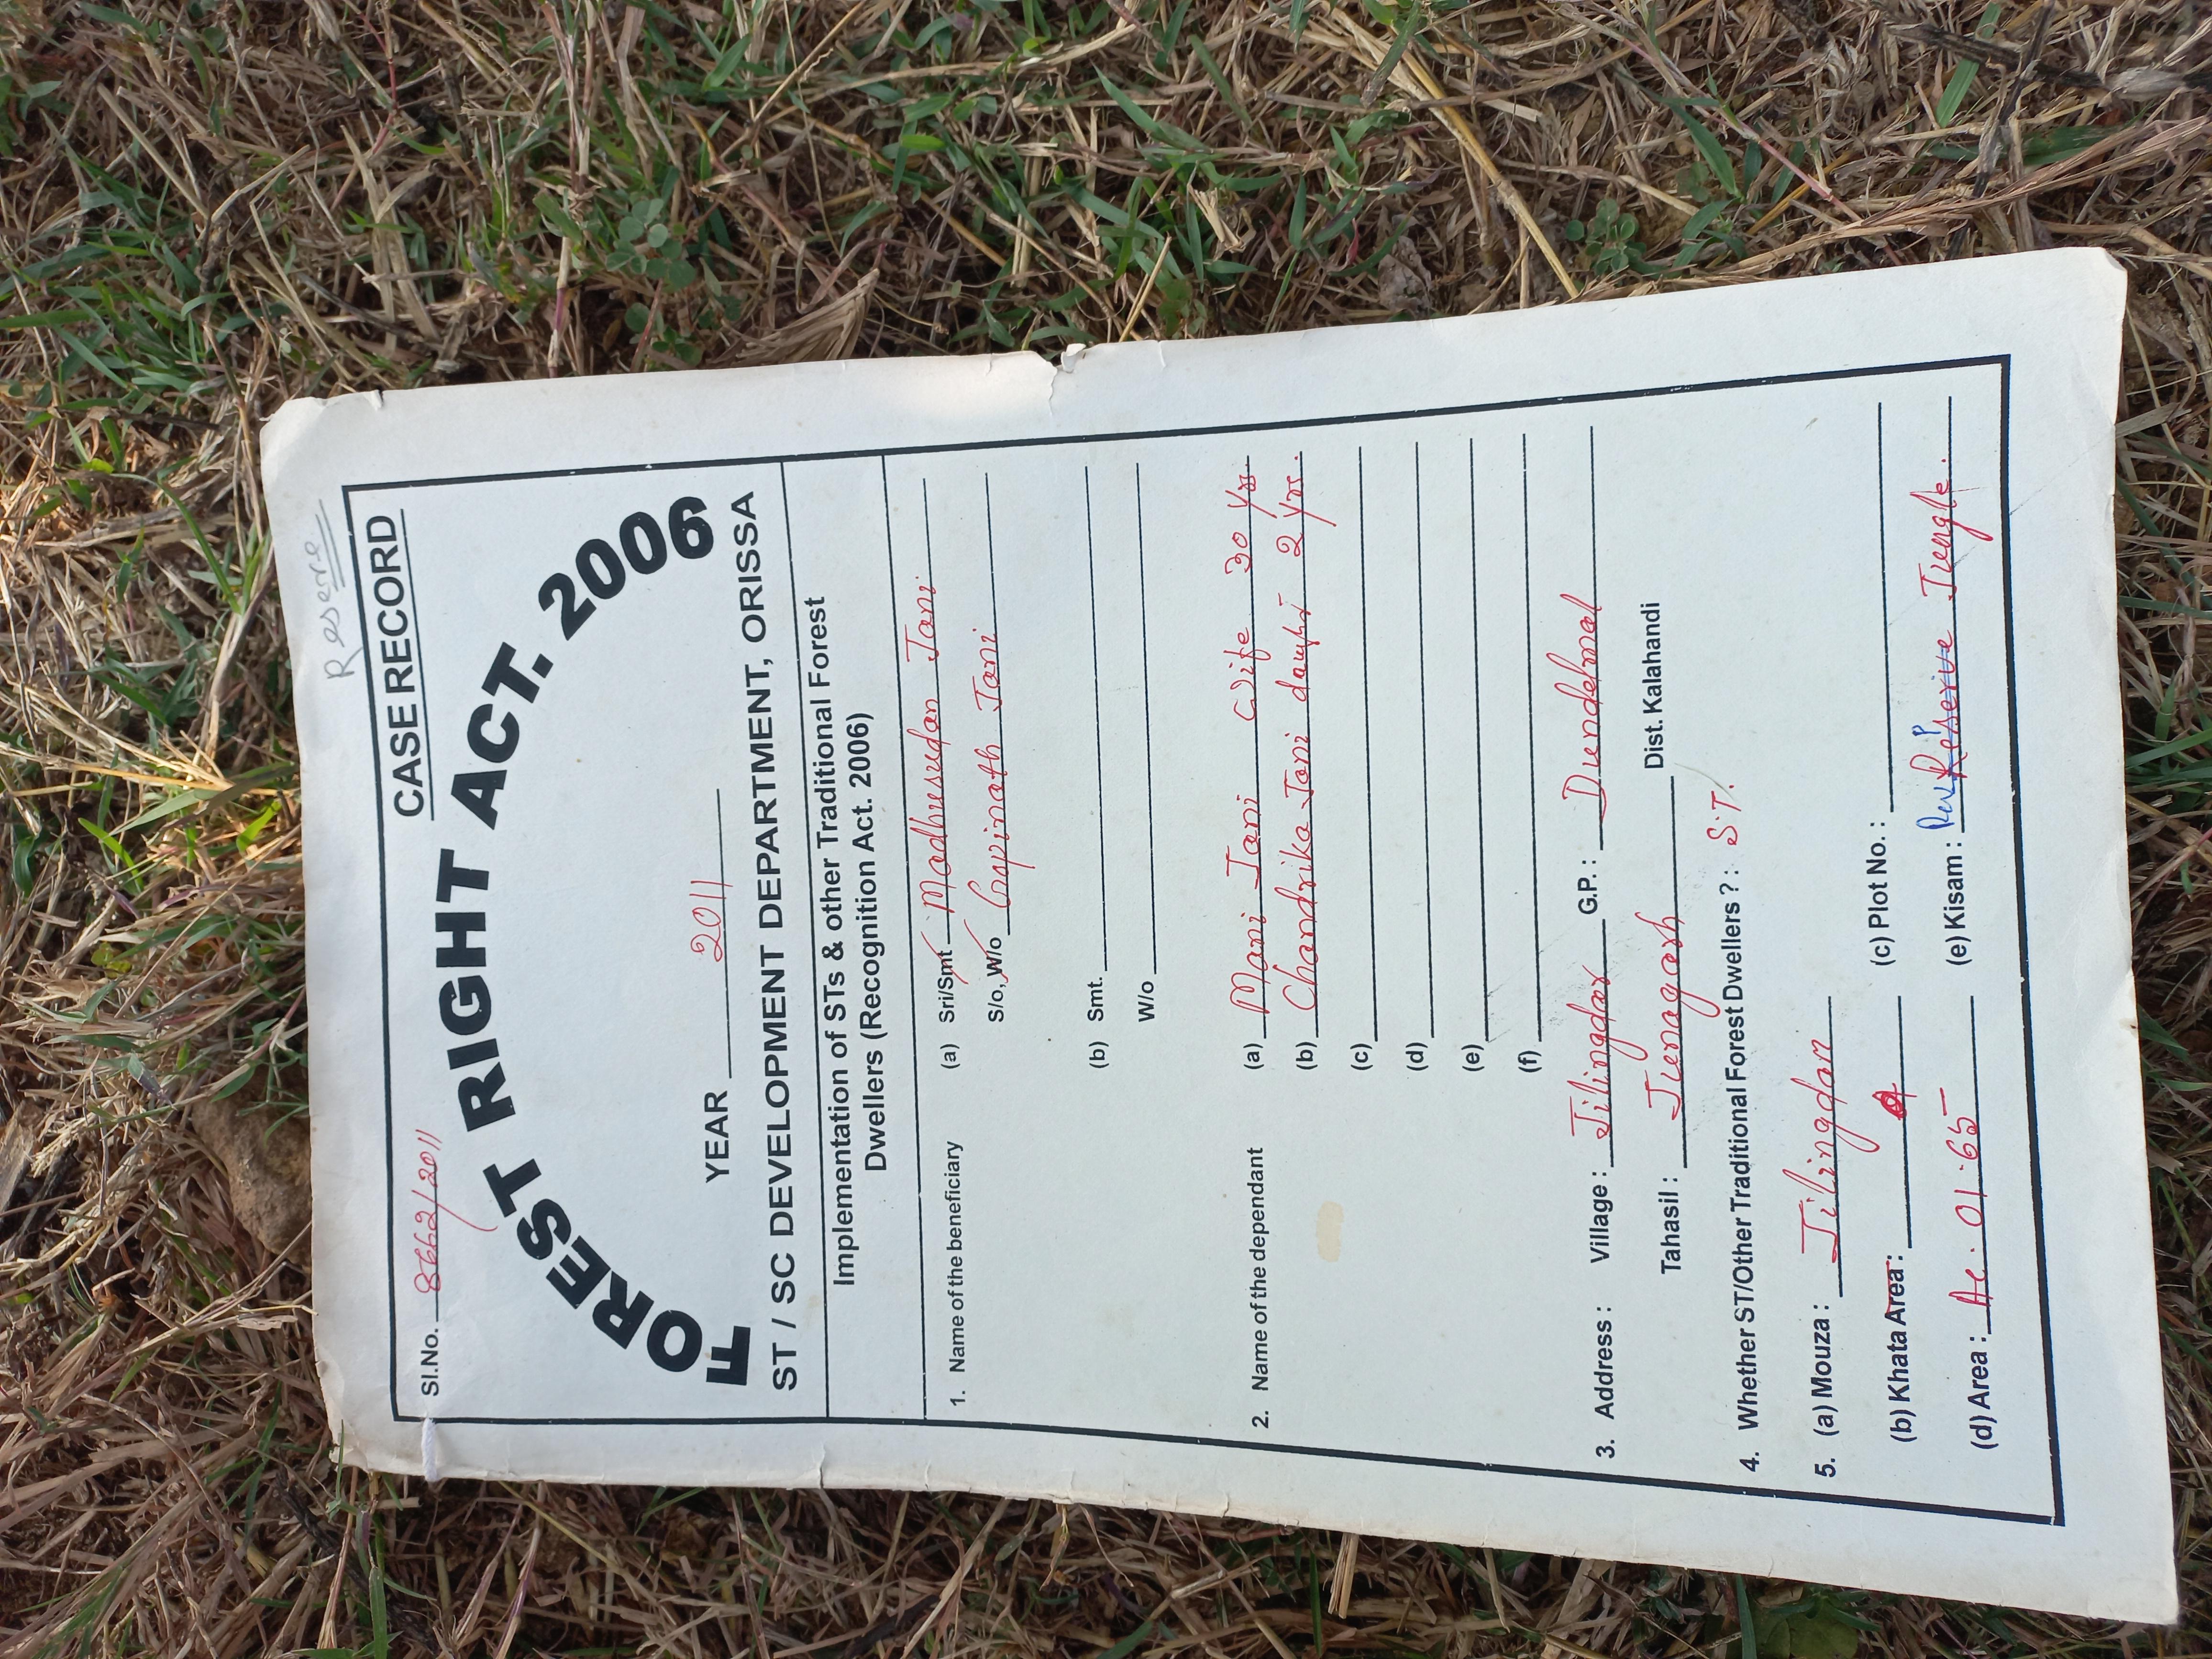 Reserve
CASE RECORD
Sl.No. /2011
FOREST RIGHT ACT. 2006
YEAR 2011
ST / SC DEVELOPMENT DEPARTMENT, ORISSA
Implementation of STs & other Traditional Forest
Dwellers (Recognition Act. 2006)
1. Name of the beneficiary (a) Sri/Smt Madhusudan Jani
S/o, W/o Gopinath Jani
(b) Smt.
W/o
2. Name of the dependant (a) Mani Jani wife 30 yrs.
(b) Chandrika Jani daught 2 yrs.
(c)
(d)
(e)
(f)
3. Address : Village : Jilingdar G.P. : Dundelmal
Tahasil : Junagarh Dist. Kalahandi
4. Whether ST/Other Traditional Forest Dwellers ? : S.T.
5. (a) Mouza : Jilingdar
(b) Khata Area : (c) Plot No. :
(d) Area : Ac. 01.65 (e) Kisam : Reserve Jungle.